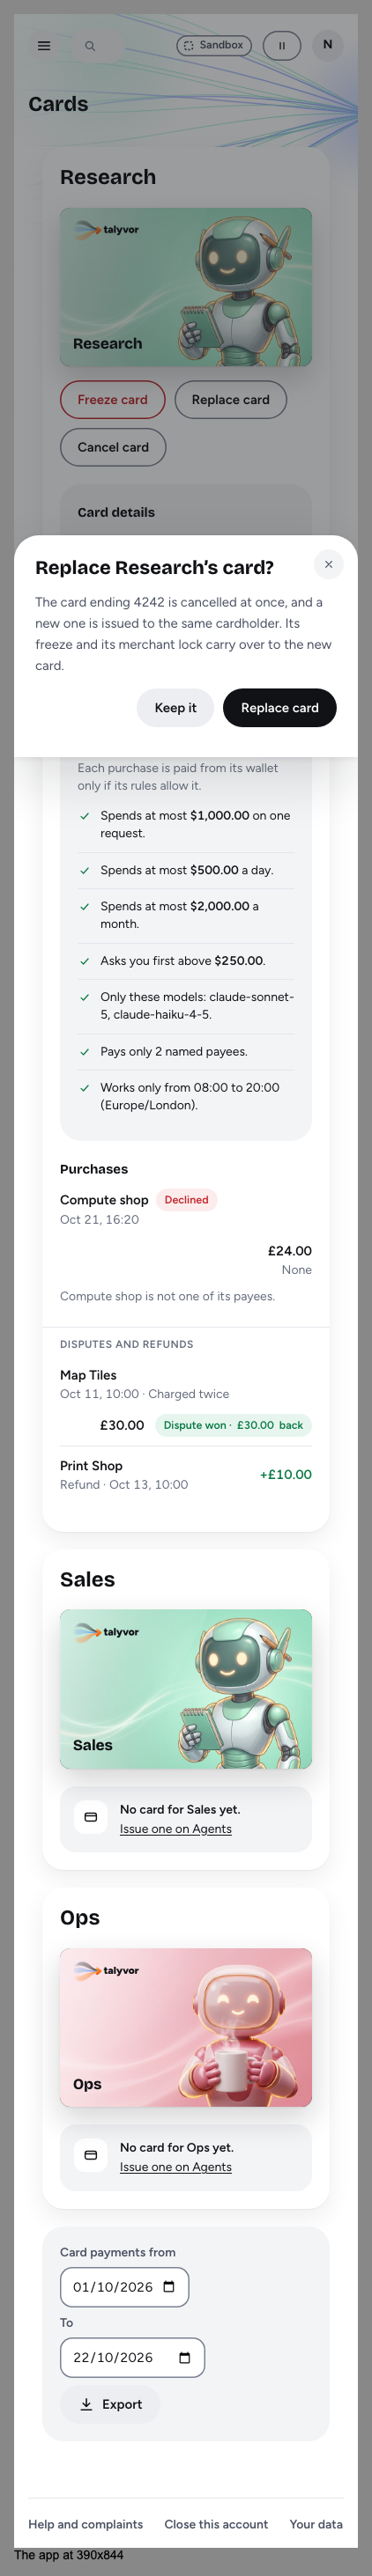 Sandbox
N
Cards
Research
talyvor
Research
Freeze card
Replace card
Cancel card
Card details
Replace Research's card?
The card ending 4242 is cancelled at once, and a
new one is issued to the same cardholder. Its
freeze and its merchant lock carry over to the new
card.
Keep it
Replace card
Each purchase is paid from its wallet
only if its rules allow it.
Spends at most $1,000.00 on one
request.
Spends at most $500.00 a day.
Spends at most $2,000.00 a
month.
Asks you first above $250.00.
Only these models: claude-sonnet-
5, claude-haiku-4-5.
Pays only 2 named payees.
Works only from 08:00 to 20:00
(Europe/London).
Purchases
Compute shop Declined
Oct 21, 16:20
£24.00
None
Compute shop is not one of its payees.
DISPUTES AND REFUNDS
Map Tiles
Oct 11, 10:00 · Charged twice
£30.00 Dispute won · £30.00 back
Print Shop
Refund · Oct 13, 10:00
+£10.00
Sales
talyvor
Sales
No card for Sales yet.
Issue one on Agents
Ops
talyvor
Ops
No card for Ops yet.
Issue one on Agents
Card payments from
01/10/2026
To
22/10/2026
Export
Help and complaints
Close this account
Your data
The app at 390x844